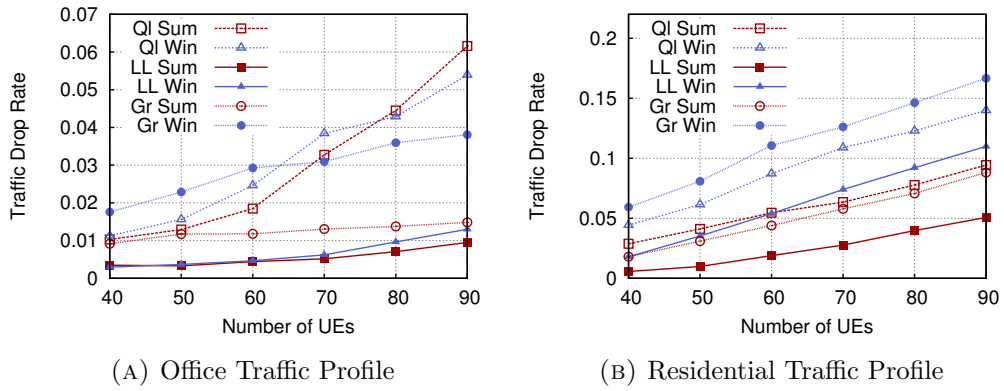 Traffic Drop Rate
0.07
0.06
0.05
0.04
0.03
0.02
0.01
0
Ql Sum
Ql Win
LL Sum
LL Win
Gr Sum
Gr Win
40 50 60 70 80 90
Number of UEs
(A) Office Traffic Profile
Traffic Drop Rate
0.2
0.15
0.1
0.05
0
Ql Sum
Ql Win
LL Sum
LL Win
Gr Sum
Gr Win
40 50 60 70 80 90
Number of UEs
(B) Residential Traffic Profile